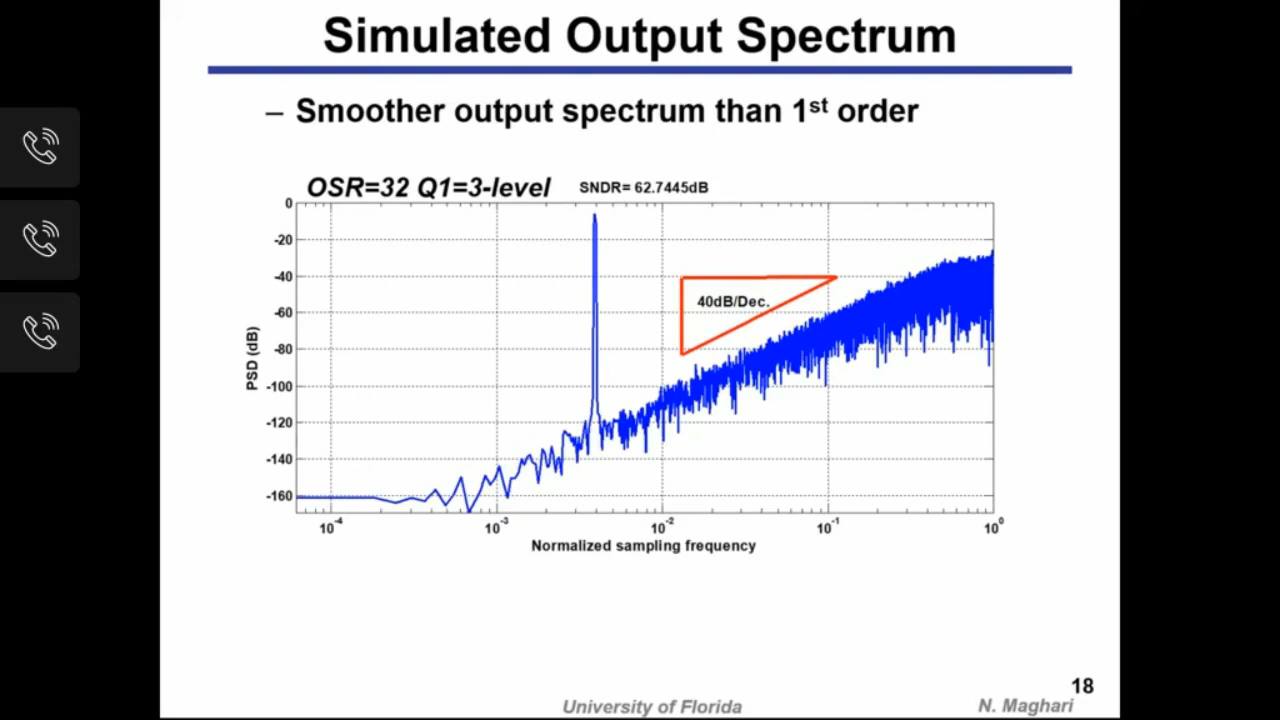 Simulated Output Spectrum
– Smoother output spectrum than 1st order
OSR=32 Q1=3-level SNDR= 62.7445dB
0
-20
-40
-60
-80
-100
-120
-140
-160
PSD (dB)
40dB/Dec.
10-4 10-3 10-2 10-1 100
Normalized sampling frequency
18
University of Florida N. Maghari